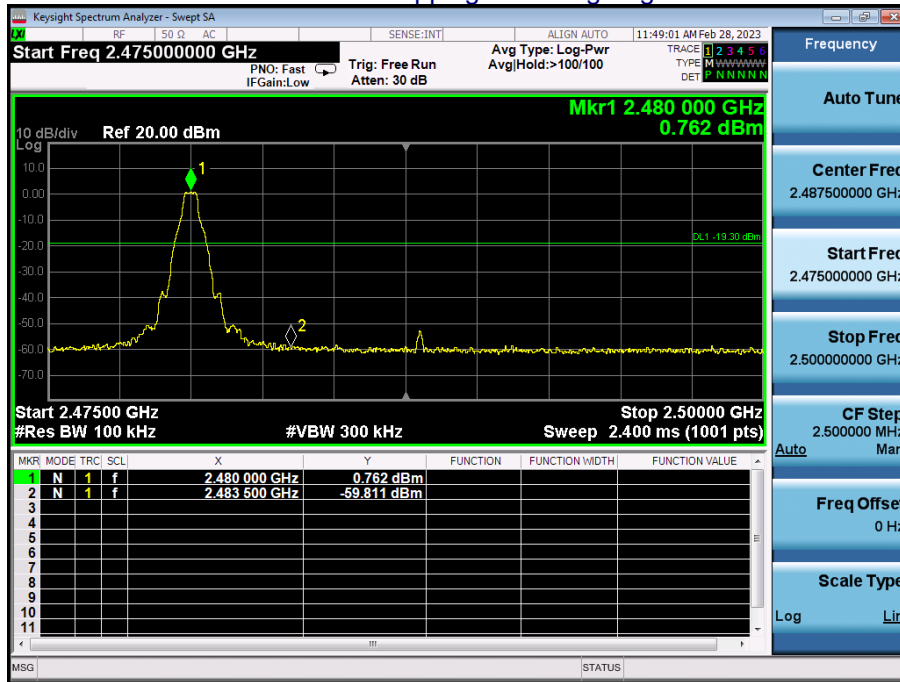 Keysight Spectrum Analyzer - Swept SA
LXI RF 50 Ω AC SENSE:INT ALIGN AUTO 11:49:01 AM Feb 28, 2023
Start Freq 2.475000000 GHz
PNO: Fast
IFGain:Low
Trig: Free Run
Atten: 30 dB
Avg Type: Log-Pwr
Avg|Hold:>100/100
TRACE 1 2 3 4 5 6
TYPE M W W W W W
DET P N N N N N
Mkr1 2.480 000 GHz
0.762 dBm
10 dB/div Ref 20.00 dBm
Log
10.0
1
0.00
-10.0
DL1 -19.30 dBm
-20.0
-30.0
-40.0
-50.0
2
-60.0
-70.0
Start 2.47500 GHz Stop 2.50000 GHz
#Res BW 100 kHz #VBW 300 kHz Sweep 2.400 ms (1001 pts)
MKR MODE TRC SCL X Y FUNCTION FUNCTION WIDTH FUNCTION VALUE
1 N 1 f 2.480 000 GHz 0.762 dBm
2 N 1 f 2.483 500 GHz -59.811 dBm
3
4
5
6
7
8
9
10
11
MSG STATUS
Frequency
Auto Tune
Center Freq
2.487500000 GHz
Start Freq
2.475000000 GHz
Stop Freq
2.500000000 GHz
CF Step
2.500000 MHz
Auto Man
Freq Offset
0 Hz
Scale Type
Log Lin